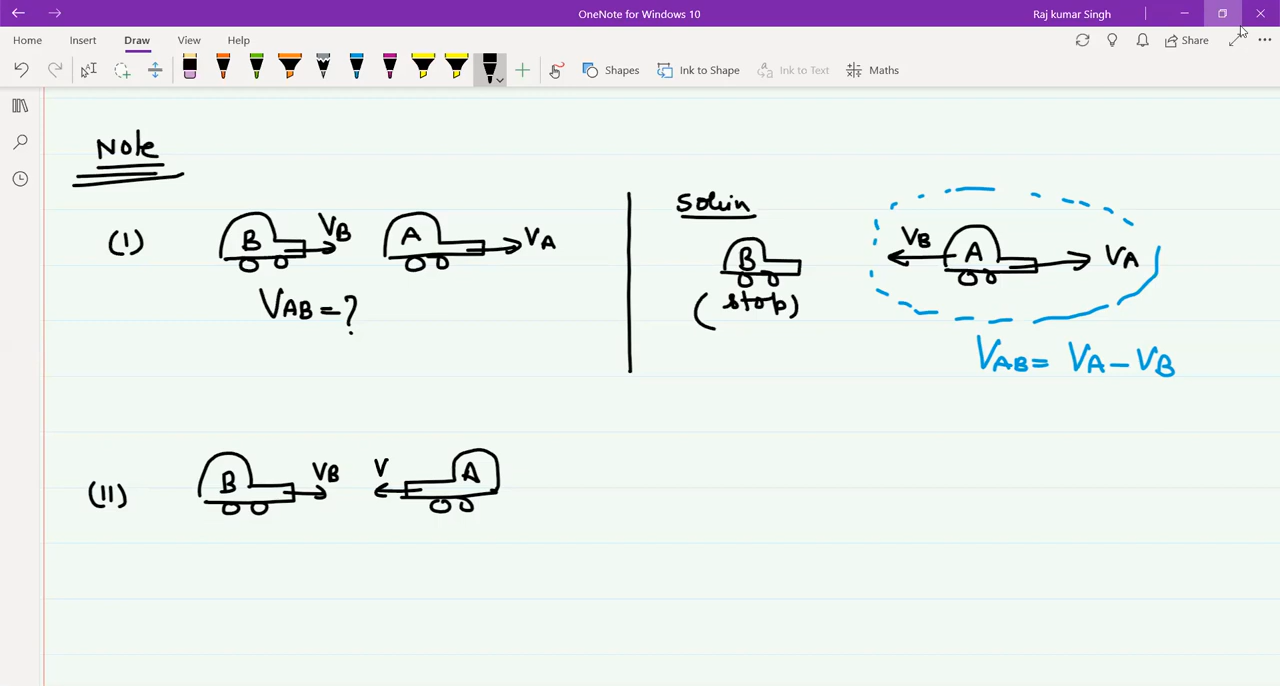 OneNote for Windows 10
Raj kumar Singh
Home Insert Draw View Help
Share
Shapes Ink to Shape Ink to Text Maths
Note
(I) B VB A VA
VAB = ?
Soluin
B VB A VA
(stop)
VAB = VA - VB
(II) B VB V A